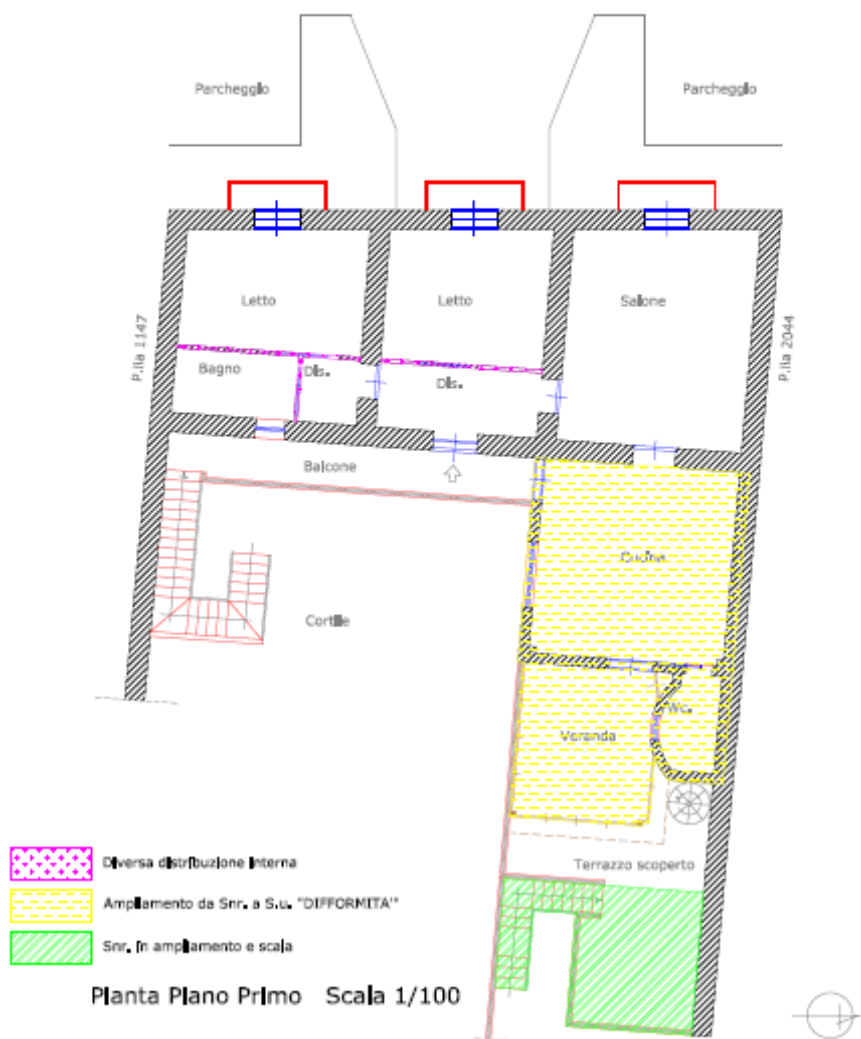 Parcheggio
Parcheggio
Letto
Letto
Salone
P.lla 1147
P.lla 2044
Bagno
Dis.
Dis.
Balcone
Cucina
Cortile
WC.
Veranda
Terrazzo scoperto
Diversa distribuzione interna
Ampliamento da Snr. a S.u. "DIFFORMITA'"
Snr. in ampliamento e scala
Planta Piano Primo Scala 1/100